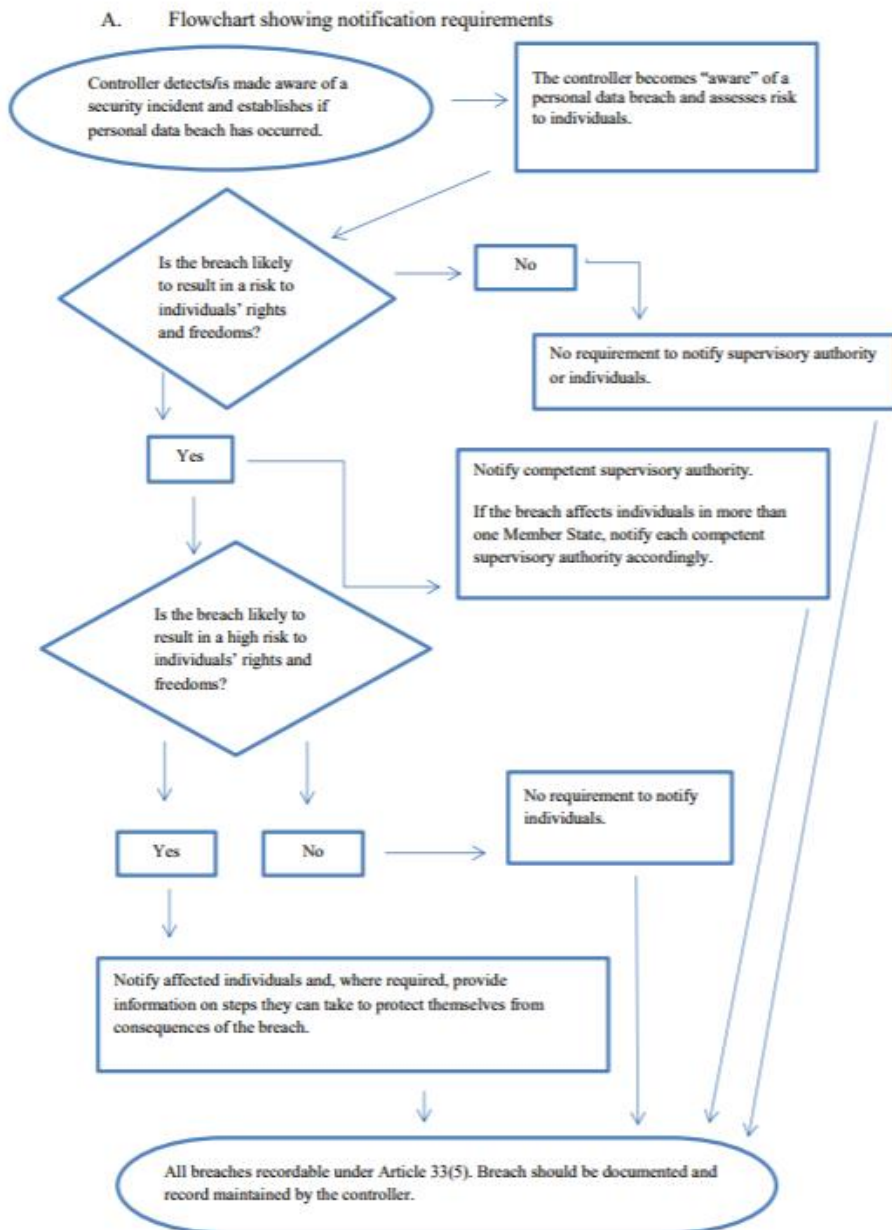 A. Flowchart showing notification requirements
Controller detects/is made aware of a
security incident and establishes if
personal data beach has occurred.
The controller becomes “aware” of a
personal data breach and assesses risk
to individuals.
Is the breach likely
to result in a risk to
individuals’ rights
and freedoms?
No
No requirement to notify supervisory authority
or individuals.
Yes
Notify competent supervisory authority.
If the breach affects individuals in more than
one Member State, notify each competent
supervisory authority accordingly.
Is the breach likely to
result in a high risk to
individuals’ rights and
freedoms?
Yes
No
No requirement to notify
individuals.
Notify affected individuals and, where required, provide
information on steps they can take to protect themselves from
consequences of the breach.
All breaches recordable under Article 33(5). Breach should be documented and
record maintained by the controller.